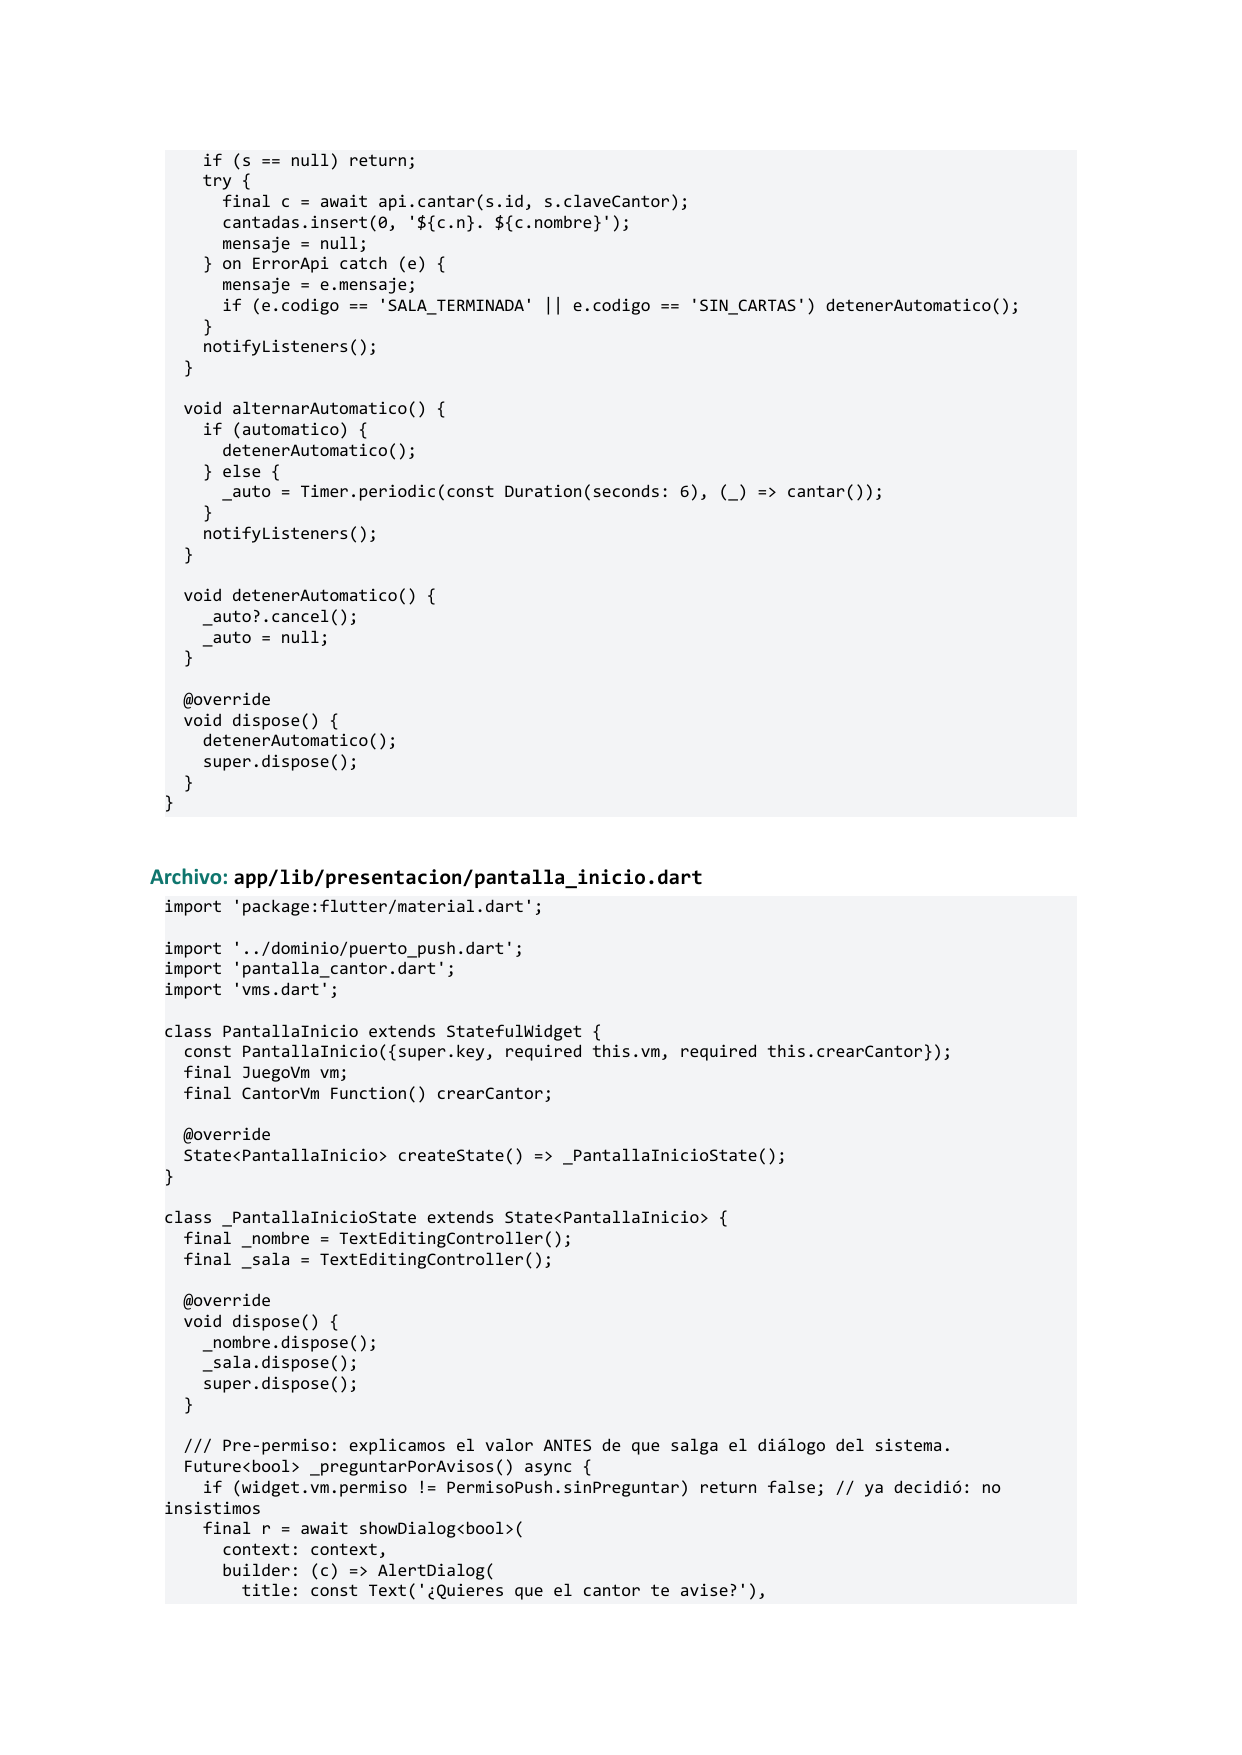 if (s == null) return;
    try {
      final c = await api.cantar(s.id, s.claveCantor);
      cantadas.insert(0, '${c.n}. ${c.nombre}');
      mensaje = null;
    } on ErrorApi catch (e) {
      mensaje = e.mensaje;
      if (e.codigo == 'SALA_TERMINADA' || e.codigo == 'SIN_CARTAS') detenerAutomatico();
    }
    notifyListeners();
  }

  void alternarAutomatico() {
    if (automatico) {
      detenerAutomatico();
    } else {
      _auto = Timer.periodic(const Duration(seconds: 6), (_) => cantar());
    }
    notifyListeners();
  }

  void detenerAutomatico() {
    _auto?.cancel();
    _auto = null;
  }

  @override
  void dispose() {
    detenerAutomatico();
    super.dispose();
  }
}

Archivo: app/lib/presentacion/pantalla_inicio.dart
import 'package:flutter/material.dart';

import '../dominio/puerto_push.dart';
import 'pantalla_cantor.dart';
import 'vms.dart';

class PantallaInicio extends StatefulWidget {
  const PantallaInicio({super.key, required this.vm, required this.crearCantor});
  final JuegoVm vm;
  final CantorVm Function() crearCantor;

  @override
  State<PantallaInicio> createState() => _PantallaInicioState();
}

class _PantallaInicioState extends State<PantallaInicio> {
  final _nombre = TextEditingController();
  final _sala = TextEditingController();

  @override
  void dispose() {
    _nombre.dispose();
    _sala.dispose();
    super.dispose();
  }

  /// Pre-permiso: explicamos el valor ANTES de que salga el diálogo del sistema.
  Future<bool> _preguntarPorAvisos() async {
    if (widget.vm.permiso != PermisoPush.sinPreguntar) return false; // ya decidió: no
insistimos
    final r = await showDialog<bool>(
      context: context,
      builder: (c) => AlertDialog(
        title: const Text('¿Quieres que el cantor te avise?'),